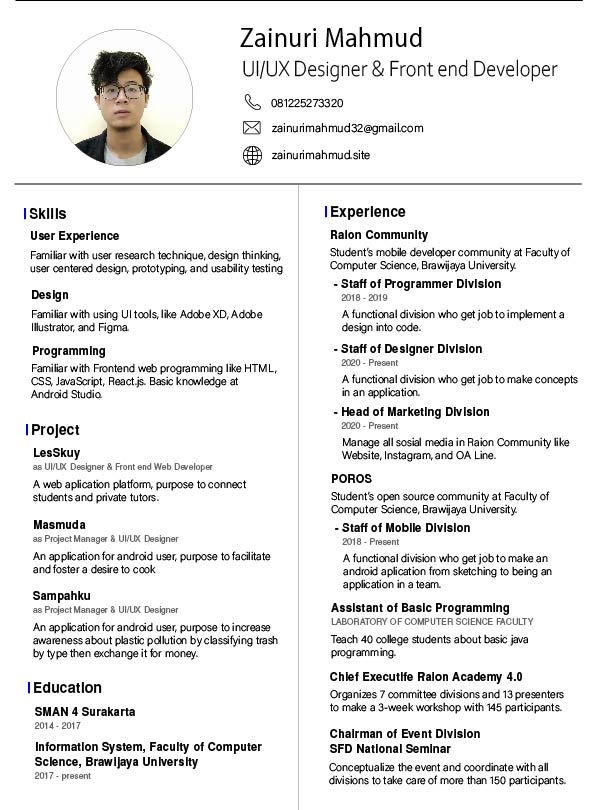 Zainuri Mahmud
UI/UX Designer & Front end Developer
081225273320
zainurimahmud32@gmail.com
zainurimahmud.site
Skills
User Experience
Familiar with user research technique, design thinking,
user centered design, prototyping, and usability testing
Design
Familiar with using UI tools, like Adobe XD, Adobe
Illustrator, and Figma.
Programming
Familiar with Frontend web programming like HTML,
CSS, JavaScript, React.js. Basic knowledge at
Android Studio.
Project
LesSkuy
as UI/UX Designer & Front end Web Developer
A web aplication platform, purpose to connect
students and private tutors.
Masmuda
as Project Manager & UI/UX Designer
An application for android user, purpose to facilitate
and foster a desire to cook
Sampahku
as Project Manager & UI/UX Designer
An application for android user, purpose to increase
awareness about plastic pollution by classifying trash
by type then exchange it for money.
Education
SMAN 4 Surakarta
2014 - 2017
Information System, Faculty of Computer
Science, Brawijaya University
2017 - present
Experience
Raion Community
Student's mobile developer community at Faculty of
Computer Science, Brawijaya University.
- Staff of Programmer Division
2018 - 2019
A functional division who get job to implement a
design into code.
- Staff of Designer Division
2020 - Present
A functional division who get job to make concepts
in an application.
- Head of Marketing Division
2020 - Present
Manage all sosial media in Raion Community like
Website, Instagram, and OA Line.
POROS
Student's open source community at Faculty of
Computer Science, Brawijaya University.
- Staff of Mobile Division
2018 - Present
A functional division who get job to make an
android aplication from sketching to being an
application in a team.
Assistant of Basic Programming
LABORATORY OF COMPUTER SCIENCE FACULTY
Teach 40 college students about basic java
programming.
Chief Executife Raion Academy 4.0
Organizes 7 committee divisions and 13 presenters
to make a 3-week workshop with 145 participants.
Chairman of Event Division
SFD National Seminar
Conceptualize the event and coordinate with all
divisions to take care of more than 150 participants.